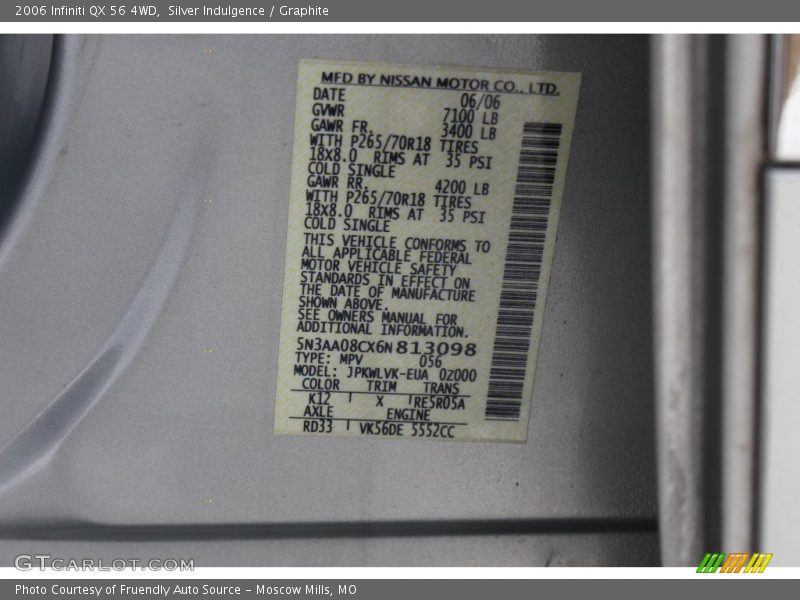 2006 Infiniti QX 56 4WD,  Silver Indulgence / Graphite
MFD BY NISSAN MOTOR CO., LTD.
DATE 06/06
GVWR 7100 LB
GAWR FR. 3400 LB
WITH P265/70R18 TIRES
18X8.0 RIMS AT 35 PSI
COLD SINGLE
GAWR RR. 4200 LB
WITH P265/70R18 TIRES
18X8.0 RIMS AT 35 PSI
COLD SINGLE
THIS VEHICLE CONFORMS TO
ALL APPLICABLE FEDERAL
MOTOR VEHICLE SAFETY
STANDARDS IN EFFECT ON
THE DATE OF MANUFACTURE
SHOWN ABOVE.
SEE OWNERS MANUAL FOR
ADDITIONAL INFORMATION.
5N3AA08CX6N813098
TYPE: MPV 056
MODEL: JPKWLVK-EUA 0Z000
COLOR TRIM TRANS
K12 X RE5R05A
AXLE ENGINE
RD33 VK56DE 5552CC
GTCARLOT.COM
Photo Courtesy of Fruendly Auto Source – Moscow Mills, MO